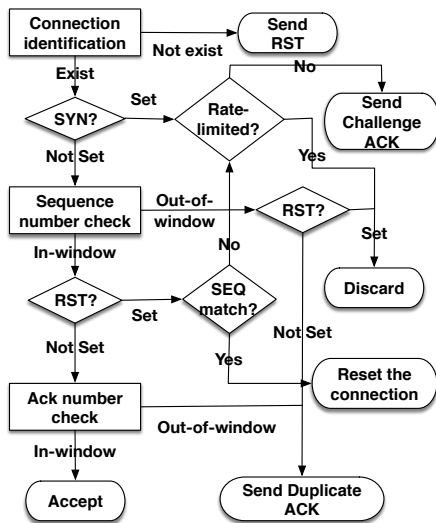 Connection
identification
Send
RST
Not exist
Exist
No
SYN?
Set
Rate-
limited?
Send
Challenge
ACK
Not Set
Yes
Sequence
number check
Out-of-
window
RST?
Set
In-window
No
Discard
RST?
Set
SEQ
match?
Not Set
Not Set
Yes
Reset the
connection
Ack number
check
Out-of-window
In-window
Accept
Send Duplicate
ACK